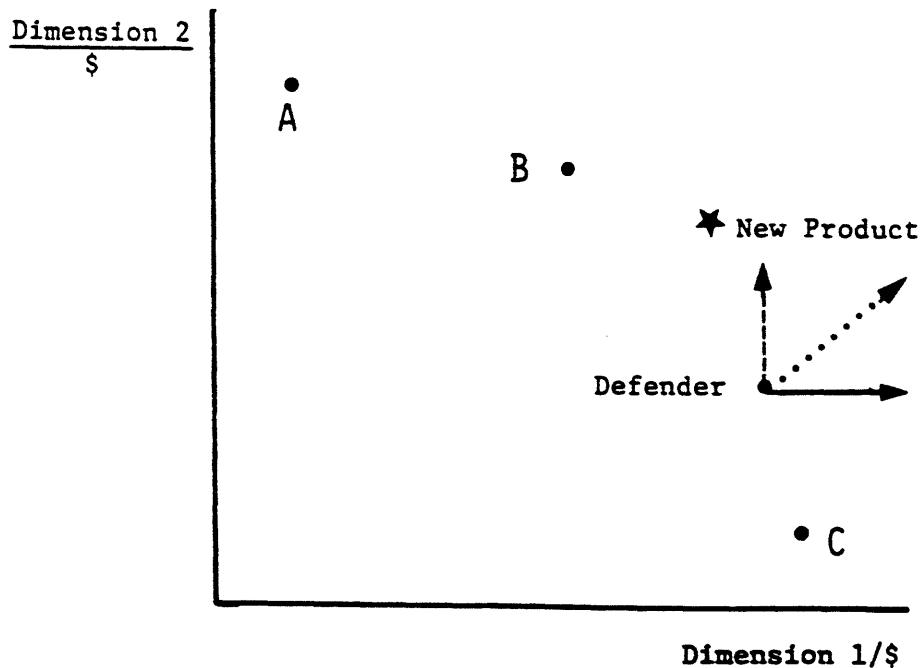 Dimension 2
$
A
B
New Product
Defender
C
Dimension 1/$